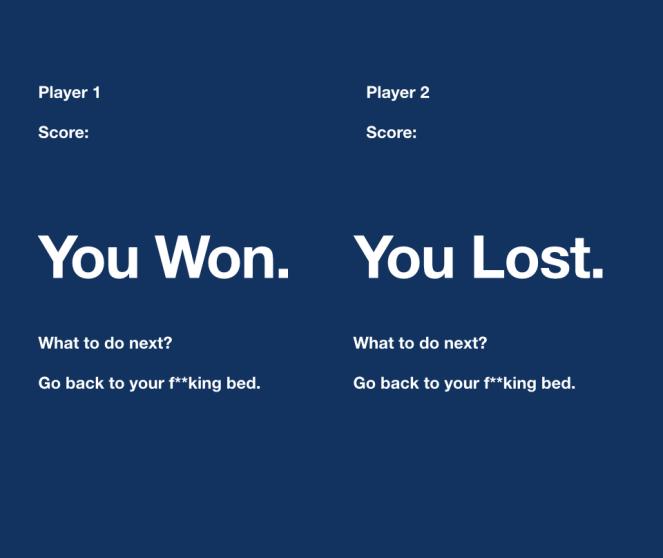 Player 1
Score:
You Won.
What to do next?
Go back to your f**king bed.
Player 2
Score:
You Lost.
What to do next?
Go back to your f**king bed.